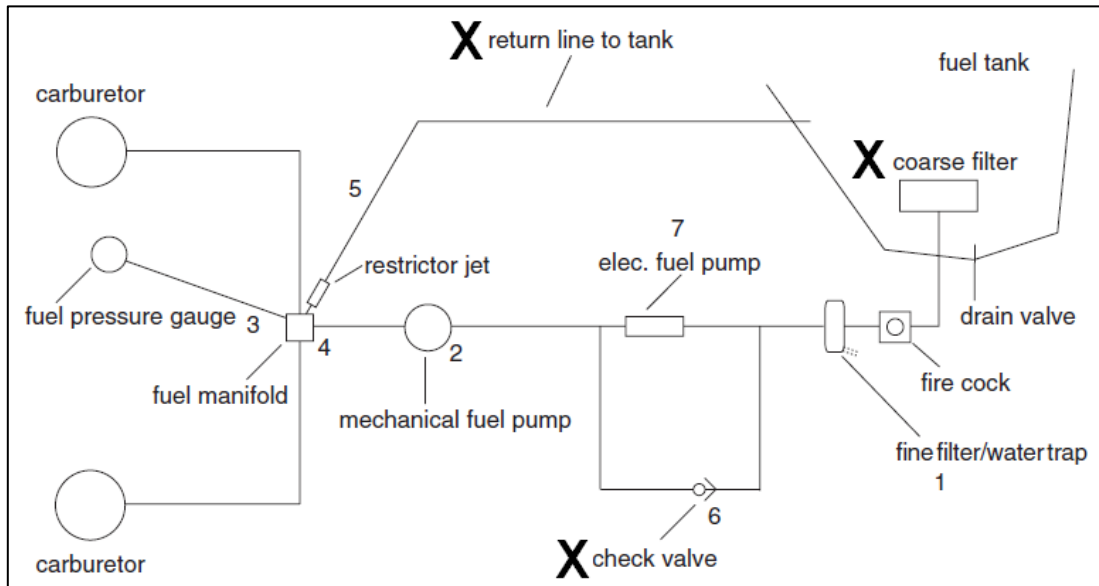 X return line to tank
fuel tank
carburetor
X coarse filter
5
7
restrictor jet
elec. fuel pump
fuel pressure gauge
3
4
2
drain valve
fuel manifold
mechanical fuel pump
fire cock
fine filter/water trap
1
6
X check valve
carburetor